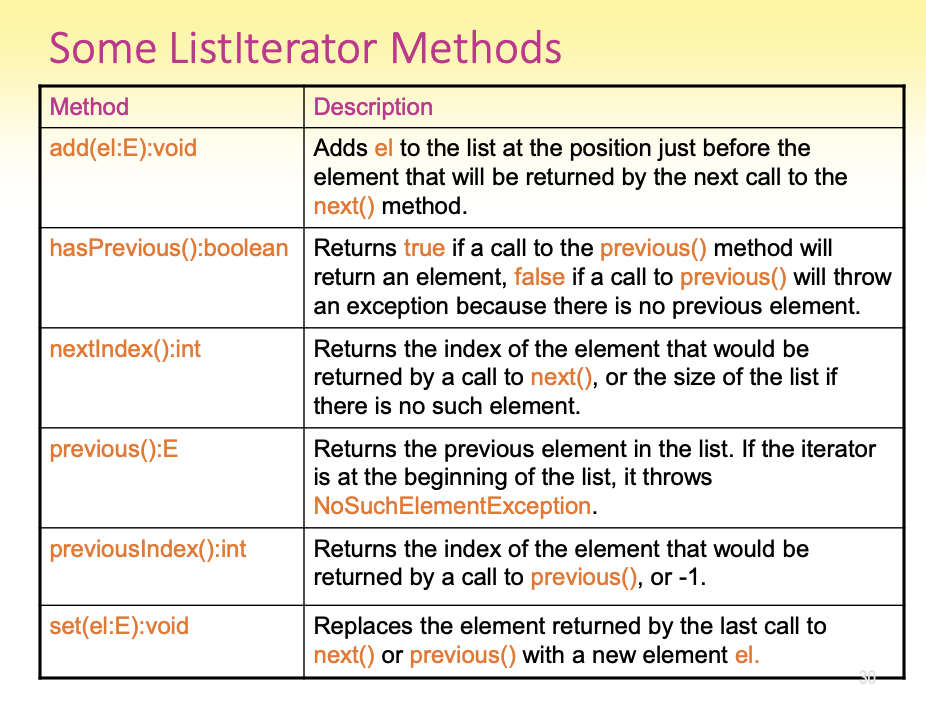 Some ListIterator Methods
Method Description
add(el:E):void Adds el to the list at the position just before the
element that will be returned by the next call to the
next() method.
hasPrevious():boolean Returns true if a call to the previous() method will
return an element, false if a call to previous() will throw
an exception because there is no previous element.
nextIndex():int Returns the index of the element that would be
returned by a call to next(), or the size of the list if
there is no such element.
previous():E Returns the previous element in the list. If the iterator
is at the beginning of the list, it throws
NoSuchElementException.
previousIndex():int Returns the index of the element that would be
returned by a call to previous(), or -1.
set(el:E):void Replaces the element returned by the last call to
next() or previous() with a new element el.
30